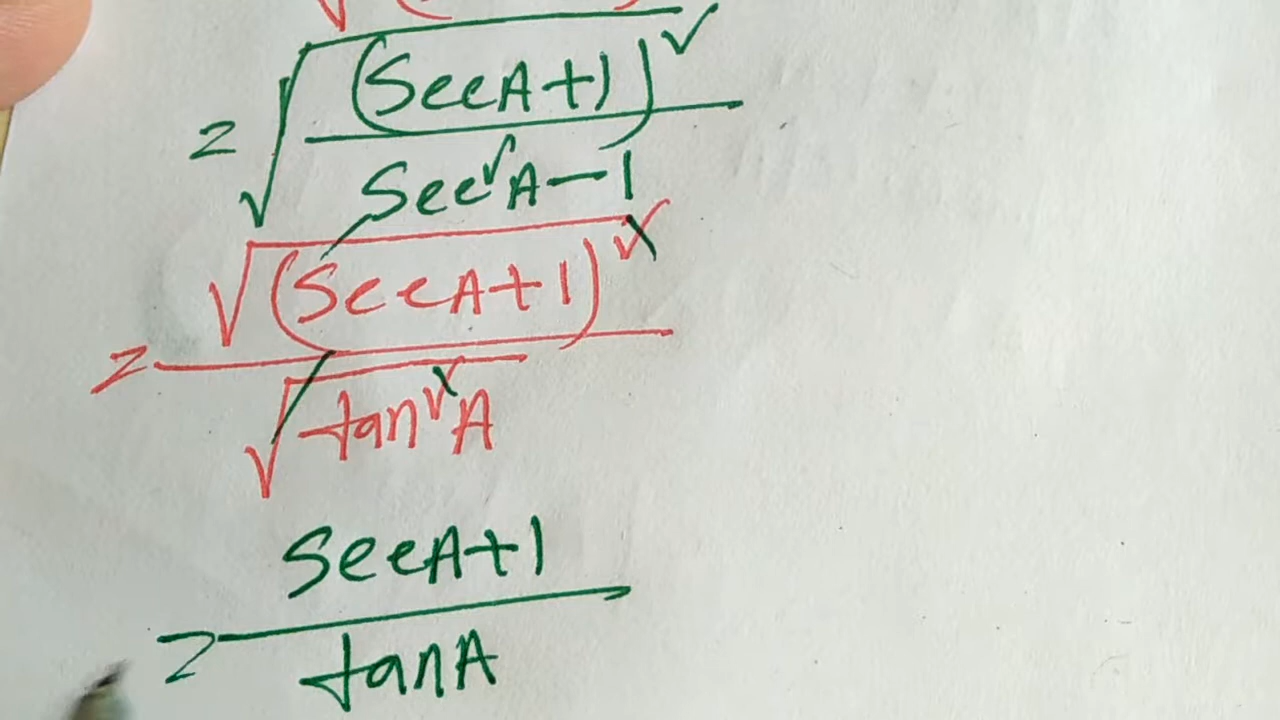 = √((SecA+1)²
Sec²A-1
= √(SecA+1)²
√tan²A
= SecA+1
tanA